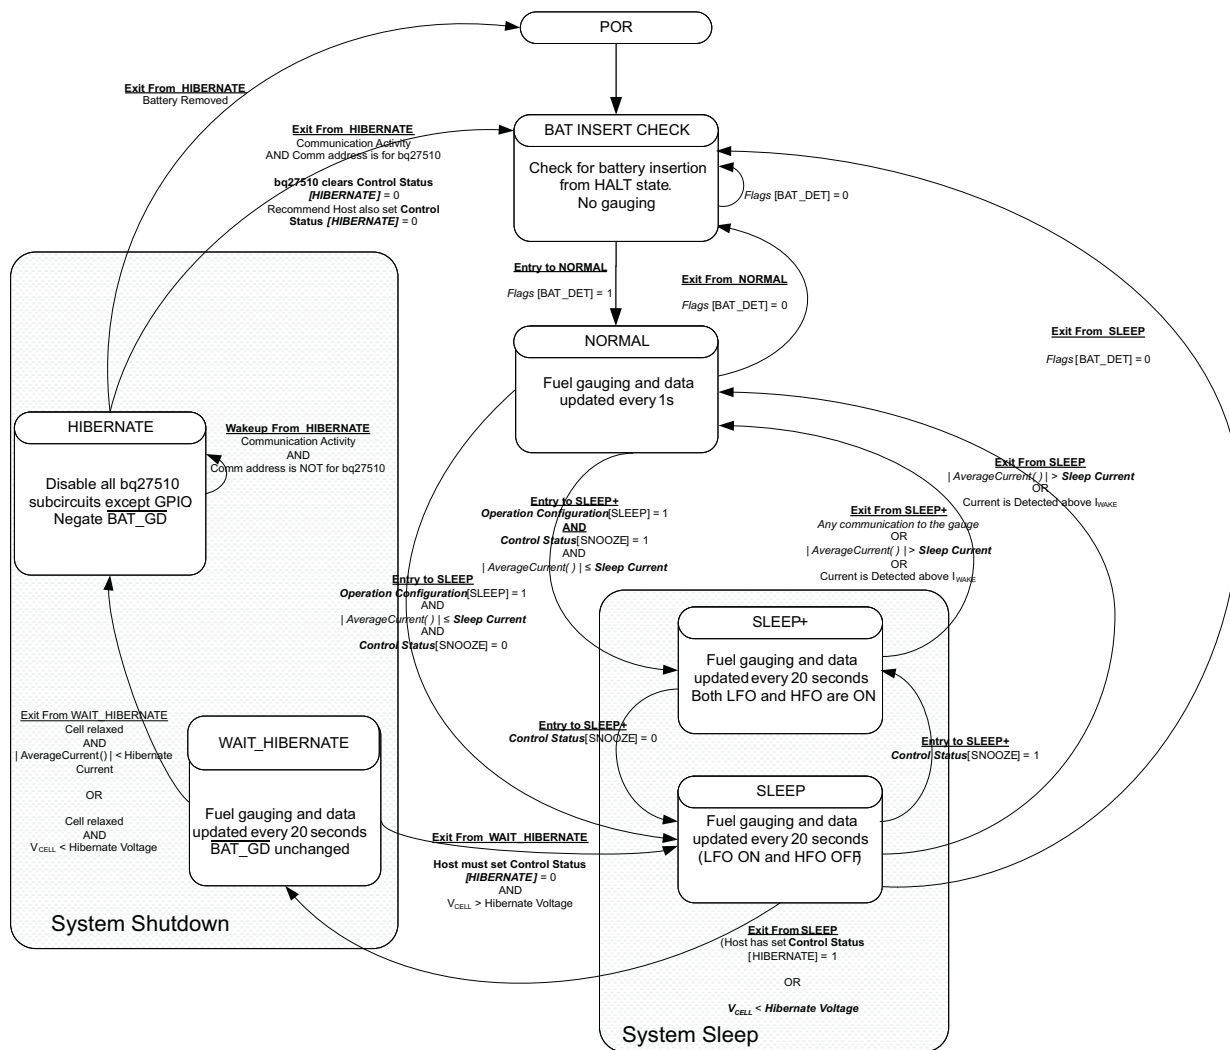 POR
Exit From HIBERNATE
Battery Removed
Exit From HIBERNATE
Communication Activity
AND Comm address is for bq27510
bq27510 clears Control Status
[HIBERNATE] = 0
Recommend Host also set Control
Status [HIBERNATE] = 0
BAT INSERT CHECK
Check for battery insertion
from HALT state.
No gauging
Flags [BAT_DET] = 0
Entry to NORMAL
Flags [BAT_DET] = 1
Exit From NORMAL
Flags [BAT_DET] = 0
Exit From SLEEP
Flags [BAT_DET] = 0
NORMAL
Fuel gauging and data
updated every 1s
HIBERNATE
Disable all bq27510
subcircuits except GPIO.
Negate BAT_GD
Wakeup From HIBERNATE
Communication Activity
AND
Comm address is NOT for bq27510
Entry to SLEEP+
Operation Configuration[SLEEP] = 1
AND
Control Status[SNOOZE] = 1
AND
| AverageCurrent( ) | ≤ Sleep Current
Exit From SLEEP
| AverageCurrent( ) | > Sleep Current
OR
Current is Detected above IWAKE
Exit From SLEEP+
Any communication to the gauge
OR
| AverageCurrent( ) | > Sleep Current
OR
Current is Detected above IWAKE
Entry to SLEEP
Operation Configuration[SLEEP] = 1
AND
| AverageCurrent( ) | ≤ Sleep Current
AND
Control Status[SNOOZE] = 0
SLEEP+
Fuel gauging and data
updated every 20 seconds
Both LFO and HFO are ON
Exit From WAIT_HIBERNATE
Cell relaxed
AND
| AverageCurrent() | < Hibernate
Current
OR
Cell relaxed
AND
VCELL < Hibernate Voltage
WAIT_HIBERNATE
Fuel gauging and data
updated every 20 seconds
BAT_GD unchanged
Entry to SLEEP+
Control Status[SNOOZE] = 0
Entry to SLEEP+
Control Status[SNOOZE] = 1
SLEEP
Fuel gauging and data
updated every 20 seconds
(LFO ON and HFO OFF)
Exit From WAIT_HIBERNATE
Host must set Control Status
[HIBERNATE] = 0
AND
VCELL > Hibernate Voltage
System Shutdown
Exit From SLEEP
(Host has set Control Status
[HIBERNATE] = 1
OR
VCELL < Hibernate Voltage
System Sleep